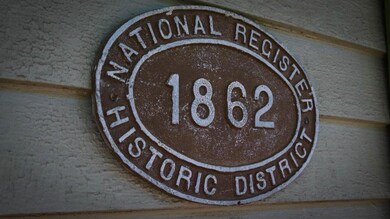 NATIONAL REGISTER
1862
HISTORIC DISTRICT